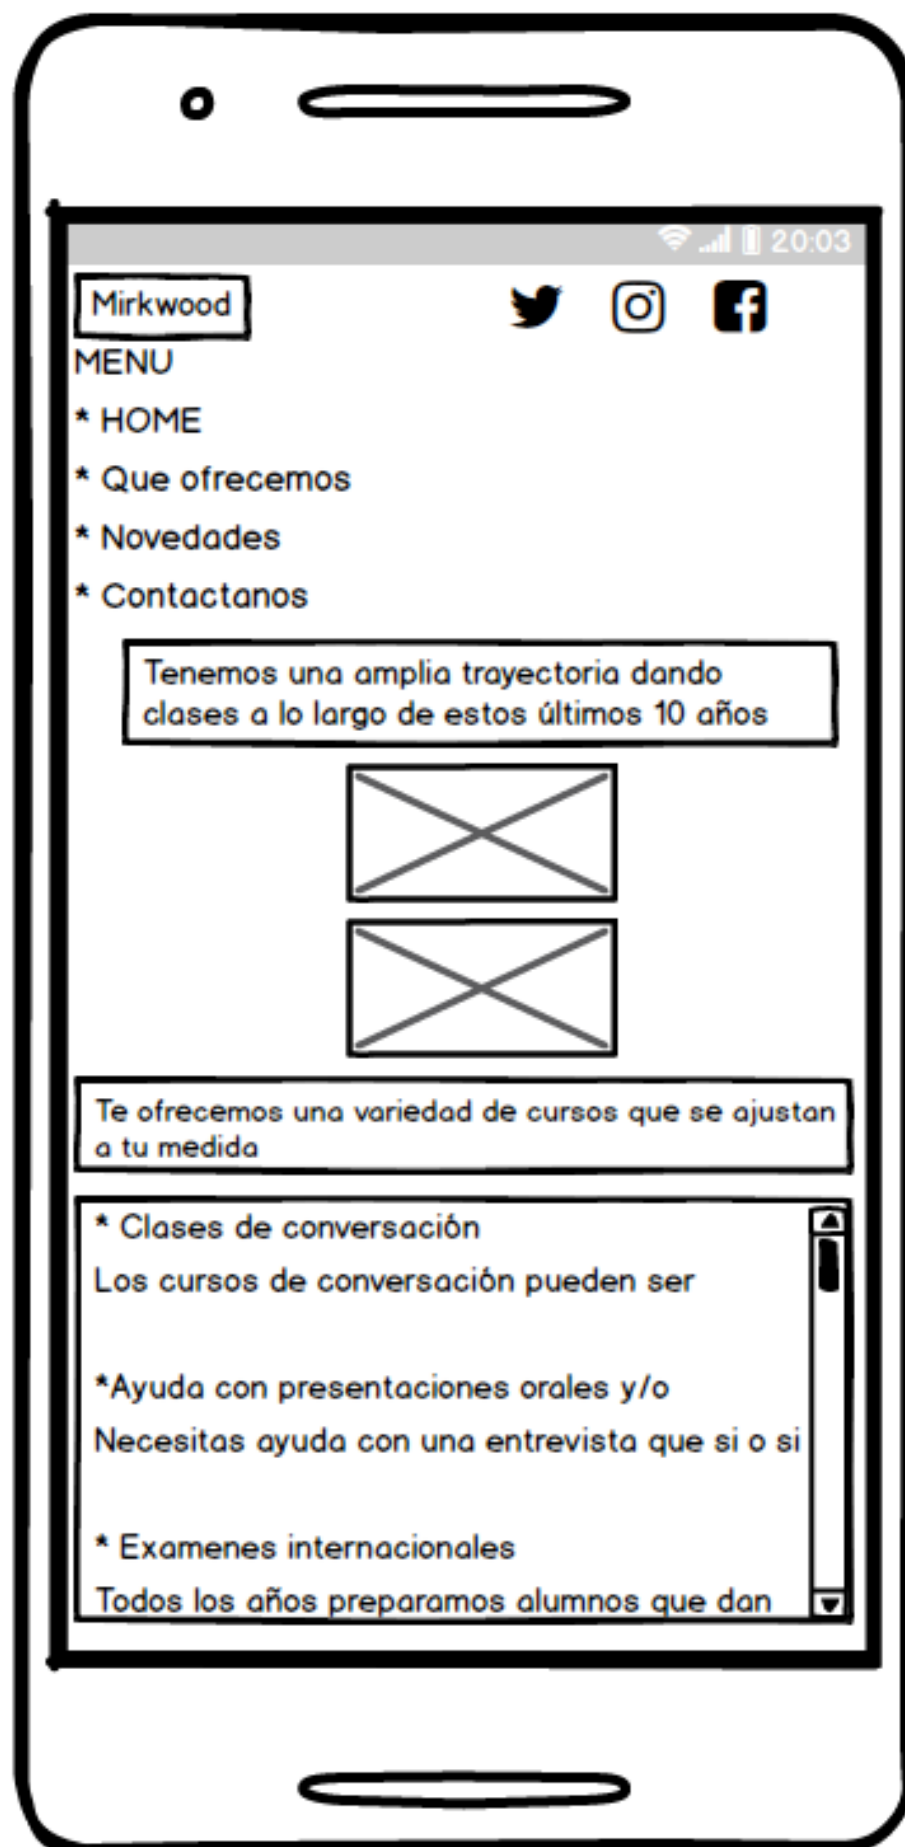 20:03
Mirkwood
MENU
* HOME
* Que ofrecemos
* Novedades
* Contactanos
Tenemos una amplia trayectoria dando
clases a lo largo de estos últimos 10 años
Te ofrecemos una variedad de cursos que se ajustan
a tu medida
* Clases de conversación
Los cursos de conversación pueden ser
*Ayuda con presentaciones orales y/o
Necesitas ayuda con una entrevista que si o si
* Examenes internacionales
Todos los años preparamos alumnos que dan